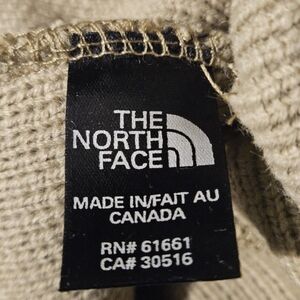 THE
NORTH
FACE
MADE IN/FAIT AU
CANADA
RN# 61661
CA# 30516